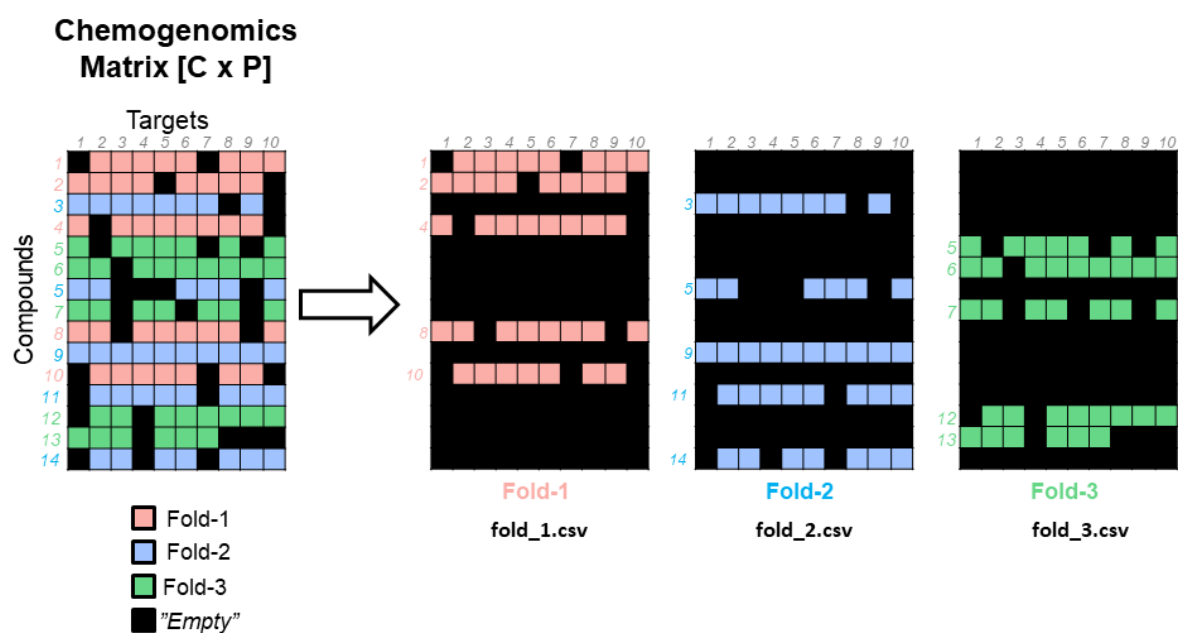 Chemogenomics
Matrix [C x P]
Targets
1 2 3 4 5 6 7 8 9 10
Compounds
1
2
3
4
5
6
5
7
8
9
10
11
12
13
14
1 2 3 4 5 6 7 8 9 10
1
2
4
8
10
Fold-1
fold_1.csv
1 2 3 4 5 6 7 8 9 10
3
5
9
11
14
Fold-2
fold_2.csv
1 2 3 4 5 6 7 8 9 10
5
6
7
12
13
Fold-3
fold_3.csv
Fold-1
Fold-2
Fold-3
"Empty"